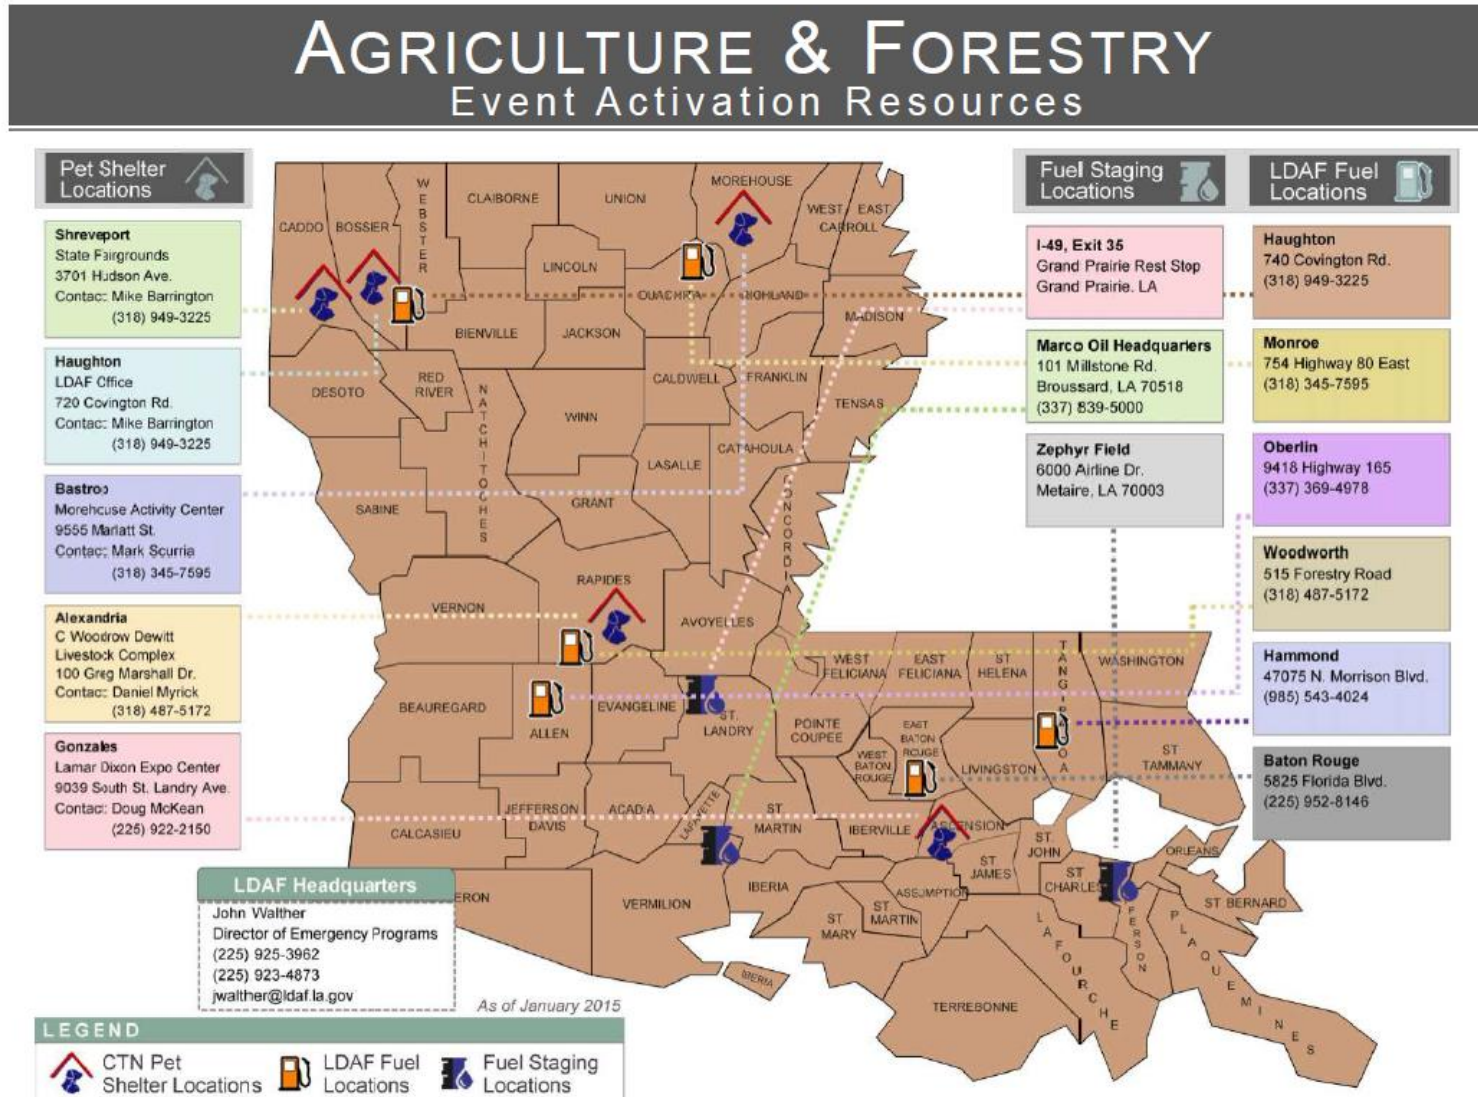 AGRICULTURE & FORESTRY
Event Activation Resources
Pet Shelter
Locations
Shreveport
State Fairgrounds
3701 Hudson Ave.
Contact: Mike Barrington
(318) 949-3225
Haughton
LDAF Office
720 Covington Rd.
Contact: Mike Barrington
(318) 949-3225
Bastrop
Morehouse Activity Center
9555 Marlatt St.
Contact: Mark Scurria
(318) 345-7595
Alexandria
C Woodrow Dewitt
Livestock Complex
100 Greg Marshall Dr.
Contact: Daniel Myrick
(318) 487-5172
Gonzales
Lamar Dixon Expo Center
9039 South St. Landry Ave.
Contact: Doug McKean
(225) 922-2150
Fuel Staging
Locations
I-49, Exit 35
Grand Prairie Rest Stop
Grand Prairie. LA
Marco Oil Headquarters
101 Millstone Rd.
Broussard, LA 70518
(337) 839-5000
Zephyr Field
6000 Airline Dr.
Metaire, LA 70003
LDAF Fuel
Locations
Haughton
740 Covington Rd.
(318) 949-3225
Monroe
754 Highway 80 East
(318) 345-7595
Oberlin
9418 Highway 165
(337) 369-4978
Woodworth
515 Forestry Road
(318) 487-5172
Hammond
47075 N. Morrison Blvd.
(985) 543-4024
Baton Rouge
5825 Florida Blvd.
(225) 952-8146
CADDO
BOSSIER
WEBSTER
CLAIBORNE
UNION
MOREHOUSE
WEST
CARROLL
EAST
LINCOLN
OUACHITA
RICHLAND
MADISON
BIENVILLE
JACKSON
DESOTO
RED
RIVER
NATCHITOCHES
WINN
CALDWELL
FRANKLIN
TENSAS
LASALLE
CATAHOULA
CONCORDIA
SABINE
GRANT
RAPIDES
VERNON
AVOYELLES
BEAUREGARD
ALLEN
EVANGELINE
ST.
LANDRY
POINTE
COUPEE
WEST
FELICIANA
EAST
FELICIANA
ST
HELENA
TANGIPAHOA
WASHINGTON
EAST
BATON
ROUGE
WEST
BATON
ROUGE
LIVINGSTON
ST
TAMMANY
CALCASIEU
JEFFERSON
DAVIS
ACADIA
LAFAYETTE
ST.
MARTIN
IBERVILLE
ASCENSION
ST.
JOHN
ST
JAMES
ST
CHARLES
ORLEANS
ST BERNARD
ERON
VERMILION
IBERIA
ST
MARY
ST.
MARTIN
ASSUMPTION
LAFOURCHE
FERSON
PLAQUEMINES
TERREBONNE
IBERIA
LDAF Headquarters
John Walther
Director of Emergency Programs
(225) 925-3962
(225) 923-4873
jwalther@ldaf.la.gov
As of January 2015
LEGEND
CTN Pet
Shelter Locations
LDAF Fuel
Locations
Fuel Staging
Locations